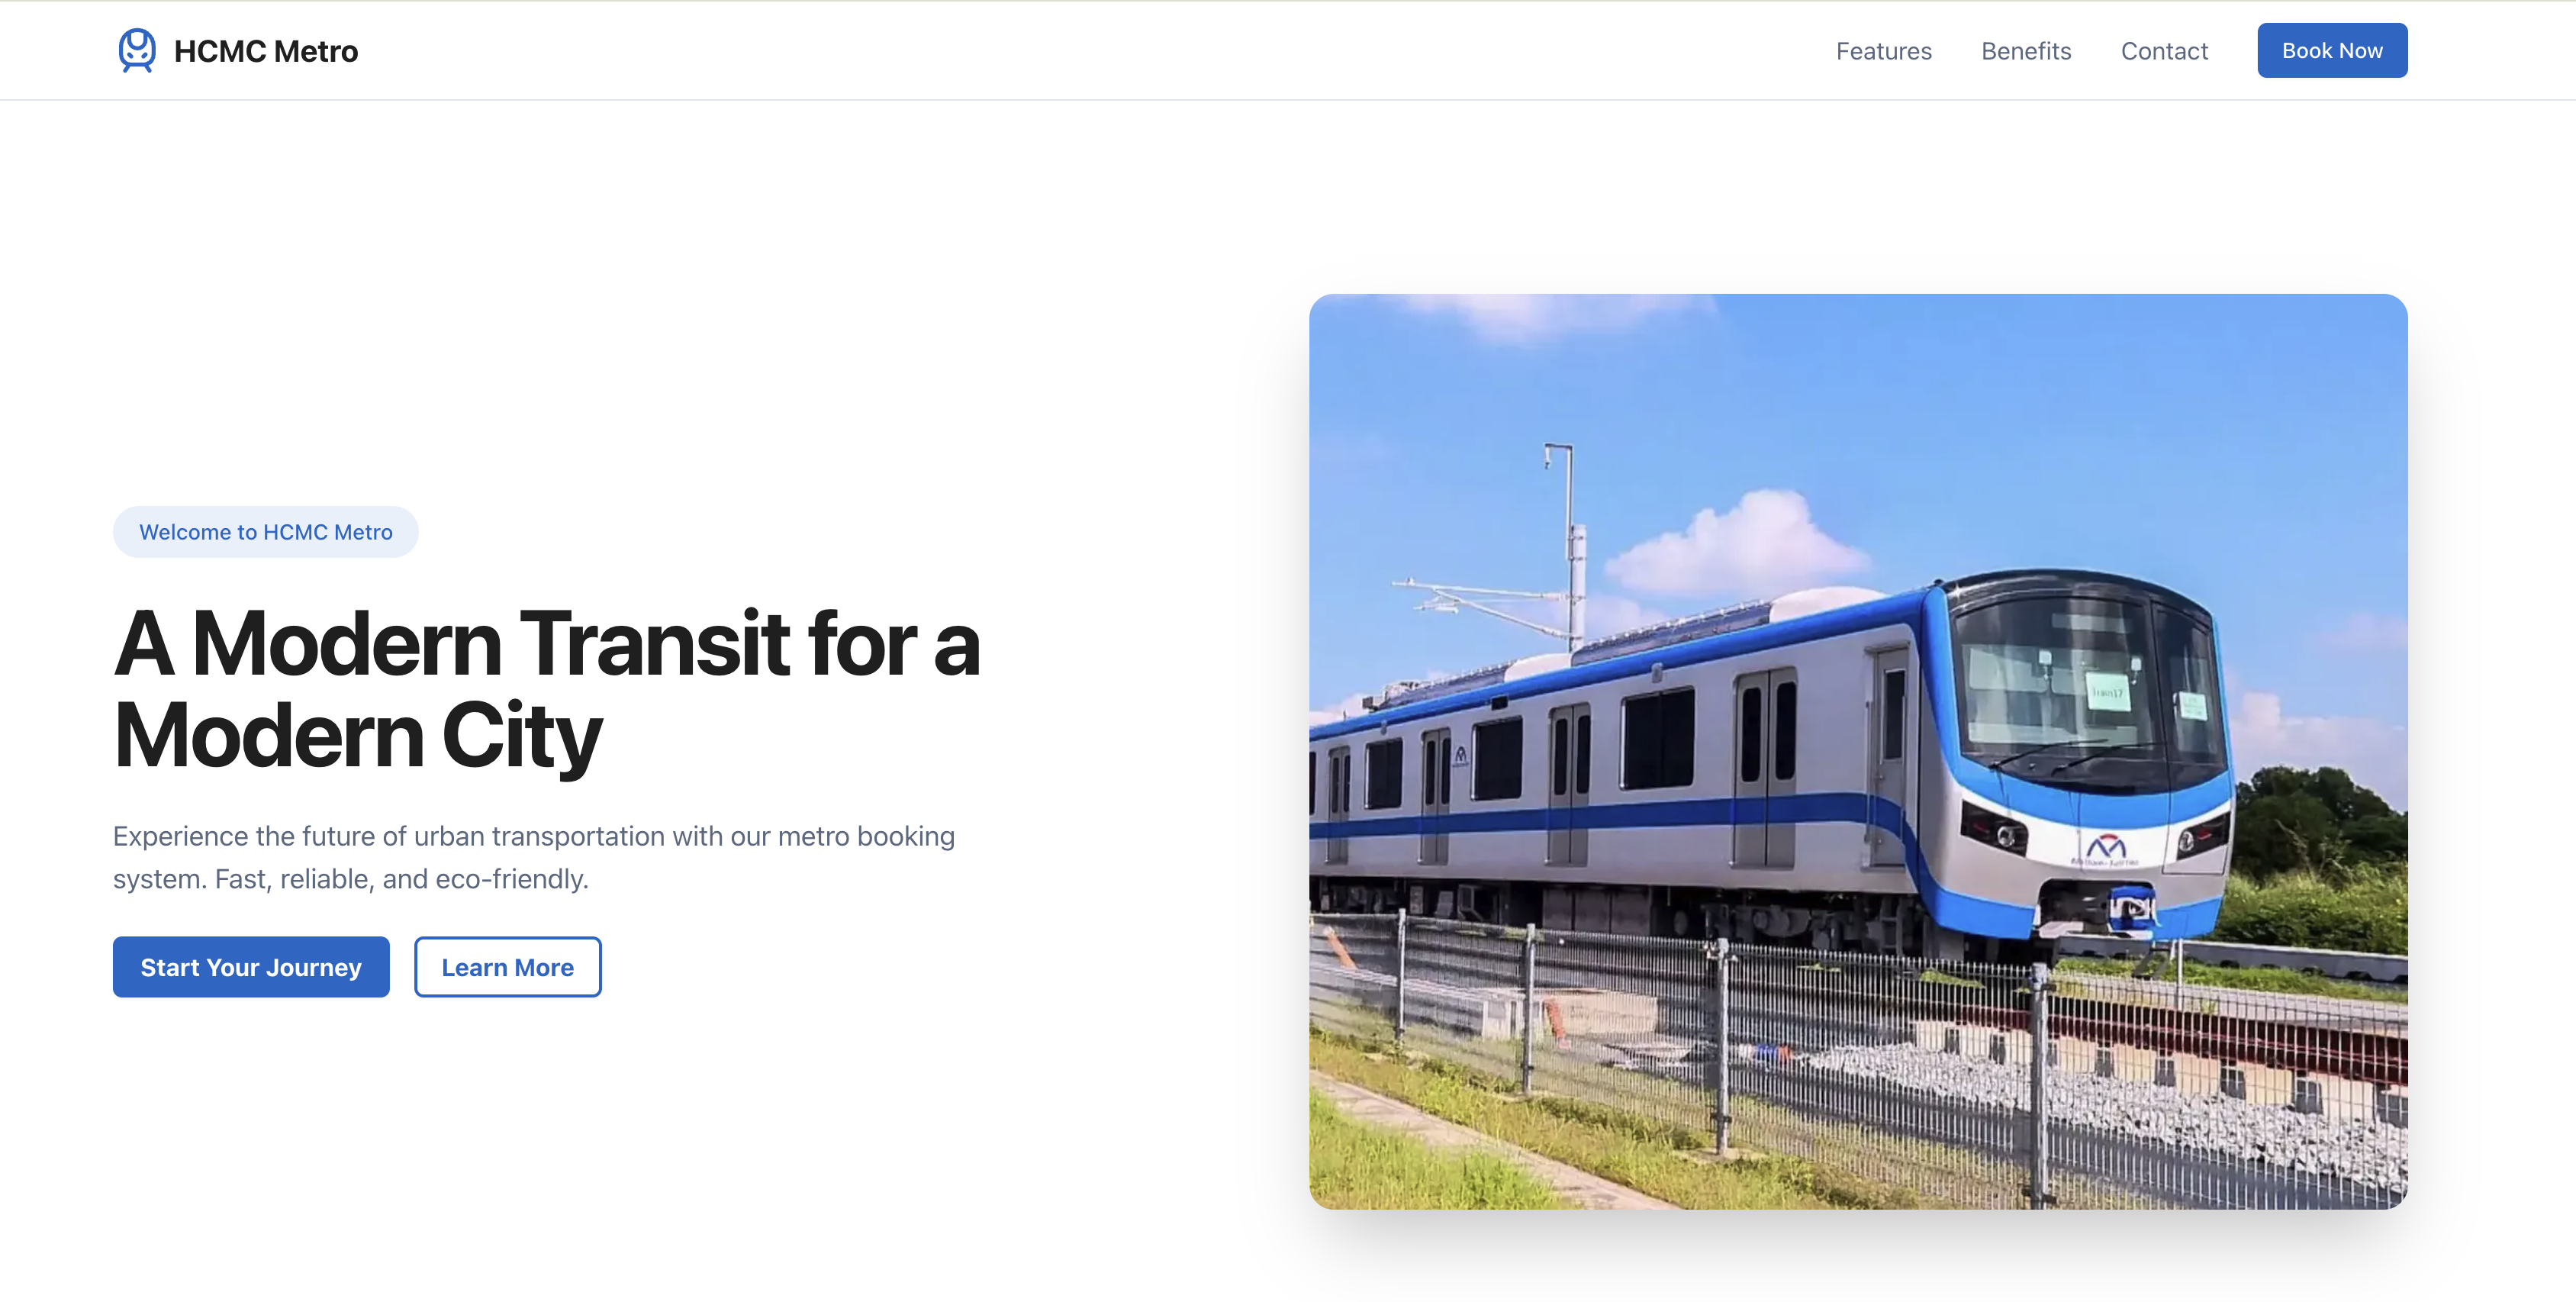 HCMC Metro
Features
Benefits
Contact
Book Now
Welcome to HCMC Metro
A Modern Transit for a
Modern City
Experience the future of urban transportation with our metro booking
system. Fast, reliable, and eco-friendly.
Start Your Journey
Learn More